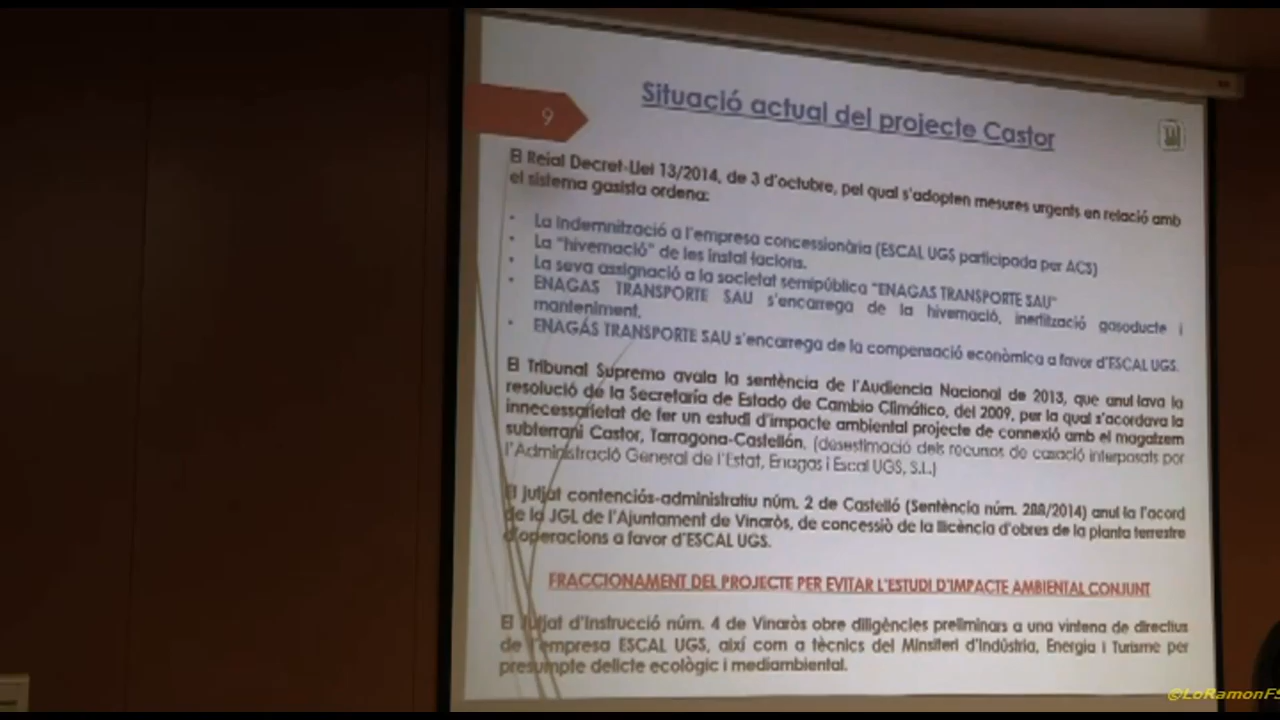 9
Situació actual del projecte Castor
El Reial Decret-Llei 13/2014, de 3 d'octubre, pel qual s'adopten mesures urgents en relació amb
el sistema gasista ordena:
• La indemnització a l'empresa concessionària (ESCAL UGS participada per ACS)
• La "hivernació" de les instal·lacions.
• La seva assignació a la societat semipública "ENAGAS TRANSPORTE SAU"
• ENAGAS TRANSPORTE SAU s'encarrega de la hivernació, inertització gasoducte i
manteniment.
• ENAGÁS TRANSPORTE SAU s'encarrega de la compensació econòmica a favor d'ESCAL UGS.
El Tribunal Supremo avala la sentència de l'Audiencia Nacional de 2013, que anul·lava la
resolució de la Secretaría de Estado de Cambio Climático, del 2009, per la qual s'acordava la
innecessarietat de fer un estudi d'impacte ambiental projecte de connexió amb el magatzem
subterrani Castor, Tarragona-Castellón. (desestimació dels recursos de casació interposats por
l'Administració General de l'Estat, Enagas i Escal UGS, S.L.)
El jutjat contenciós-administratiu núm. 2 de Castelló (Sentència núm. 288/2014) anul·la l'acord
de la JGL de l'Ajuntament de Vinaròs, de concessiò de la llicència d'obres de la planta terrestre
d'operacions a favor d'ESCAL UGS.
FRACCIONAMENT DEL PROJECTE PER EVITAR L'ESTUDI D'IMPACTE AMBIENTAL CONJUNT
El Jutjat d'Instrucció núm. 4 de Vinaròs obre diligències preliminars a una vintena de directius
de l'empresa ESCAL UGS, així com a tècnics del Minsiteri d'Indústria, Energia i Turisme per
presumpte delicte ecològic i mediambiental.
©LoRamonFS